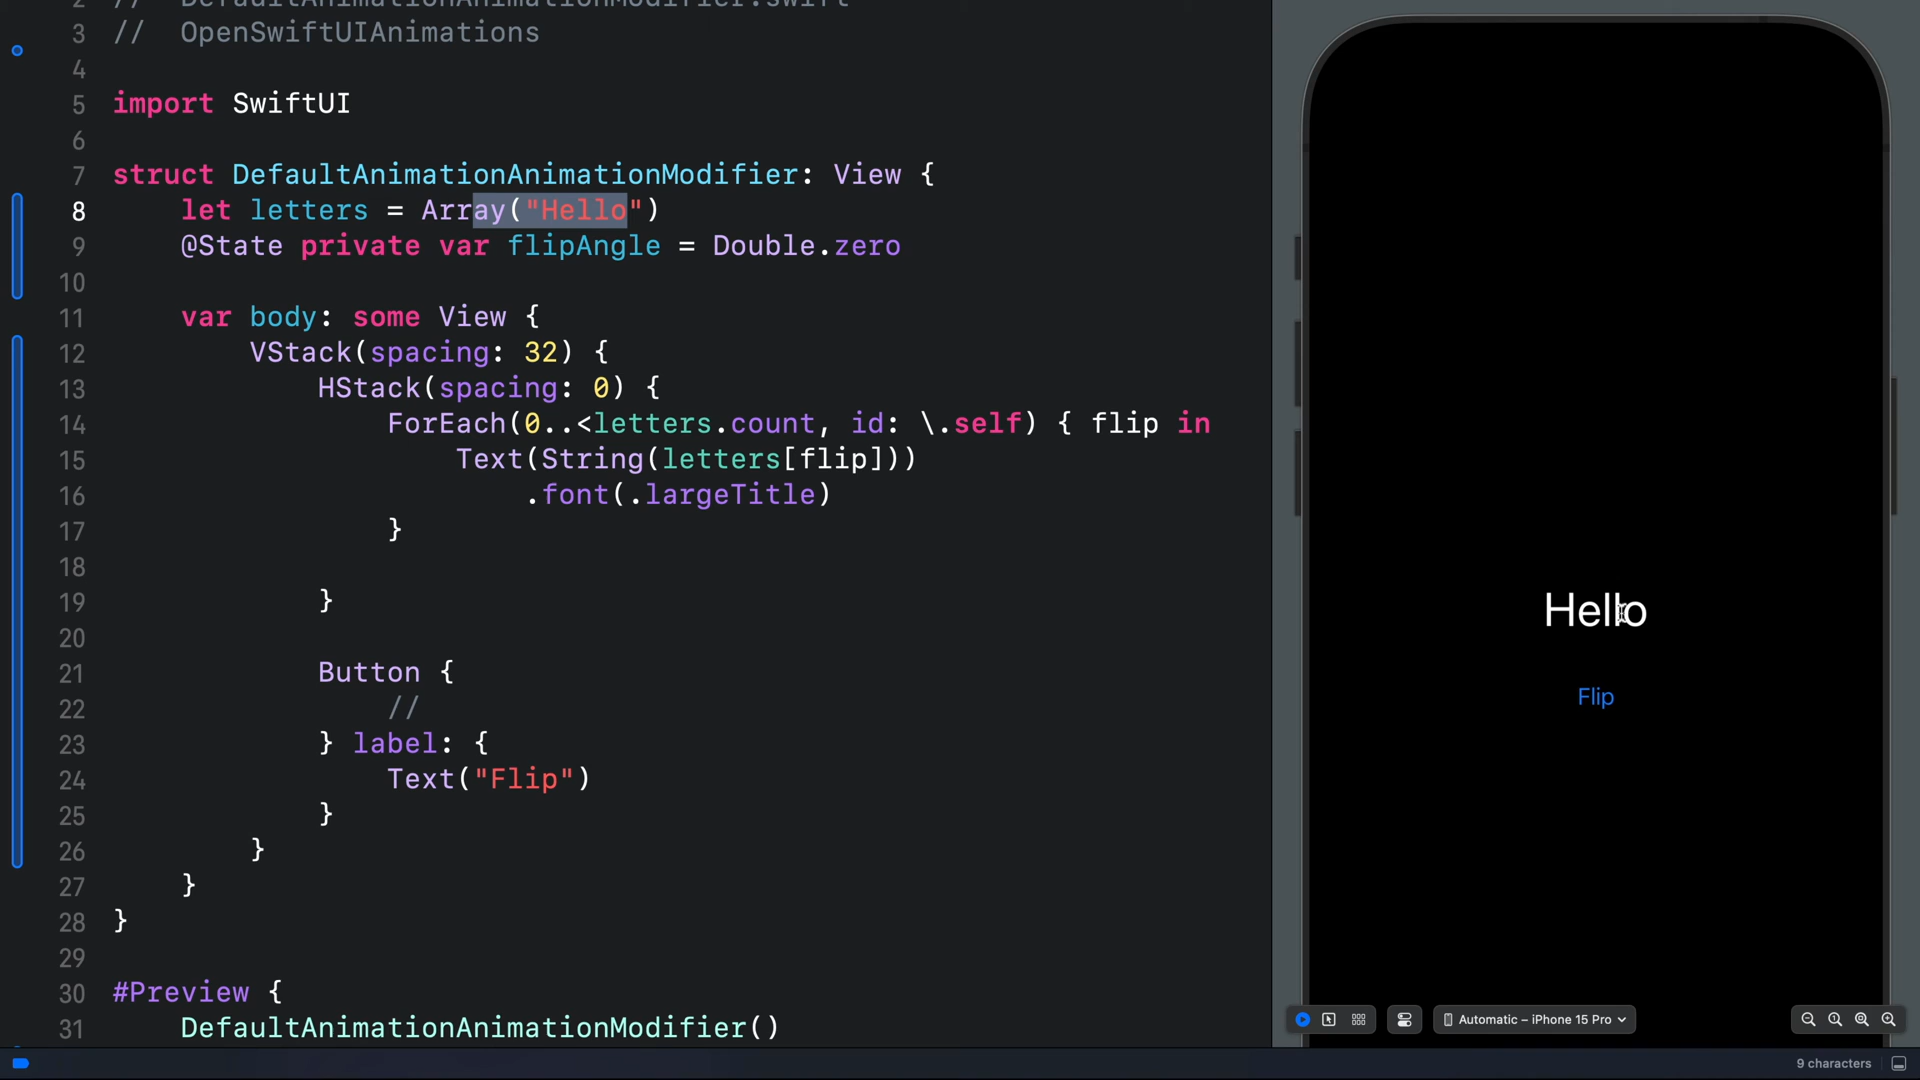 2 // DefaultAnimationAnimationModifier.swift
3 // OpenSwiftUIAnimations
4
5 import SwiftUI
6
7 struct DefaultAnimationAnimationModifier: View {
8 let letters = Array("Hello")
9 @State private var flipAngle = Double.zero
10
11 var body: some View {
12 VStack(spacing: 32) {
13 HStack(spacing: 0) {
14 ForEach(0..<letters.count, id: \.self) { flip in
15 Text(String(letters[flip]))
16 .font(.largeTitle)
17 }
18
19 }
20
21 Button {
22 //
23 } label: {
24 Text("Flip")
25 }
26 }
27 }
28 }
29
30 #Preview {
31 DefaultAnimationAnimationModifier()
Hello
Flip
Automatic – iPhone 15 Pro
9 characters